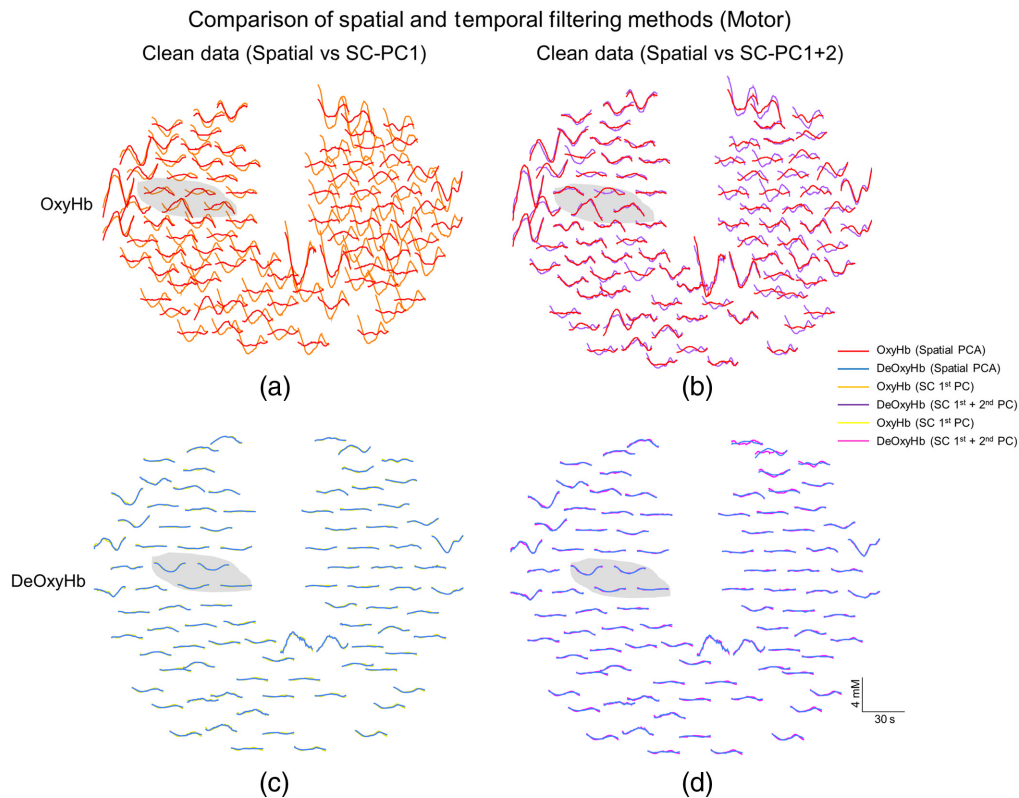 Comparison of spatial and temporal filtering methods (Motor)
Clean data (Spatial vs SC-PC1)
Clean data (Spatial vs SC-PC1+2)
OxyHb
(a)
(b)
OxyHb (Spatial PCA)
DeOxyHb (Spatial PCA)
OxyHb (SC 1st PC)
DeOxyHb (SC 1st + 2nd PC)
OxyHb (SC 1st PC)
DeOxyHb (SC 1st + 2nd PC)
DeOxyHb
4 mM
30 s
(c)
(d)